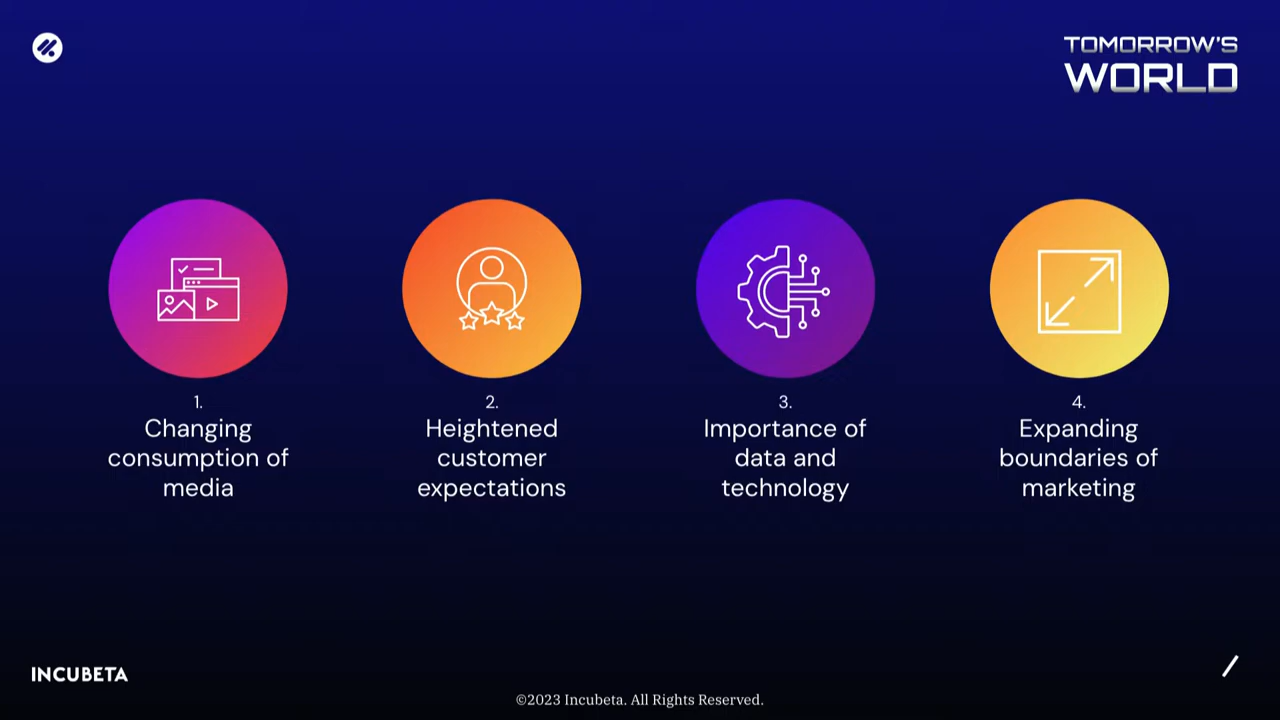 TOMORROW'S
WORLD
1.
Changing
consumption of
media
2.
Heightened
customer
expectations
3.
Importance of
data and
technology
4.
Expanding
boundaries of
marketing
INCUBETA
©2023 Incubeta. All Rights Reserved.